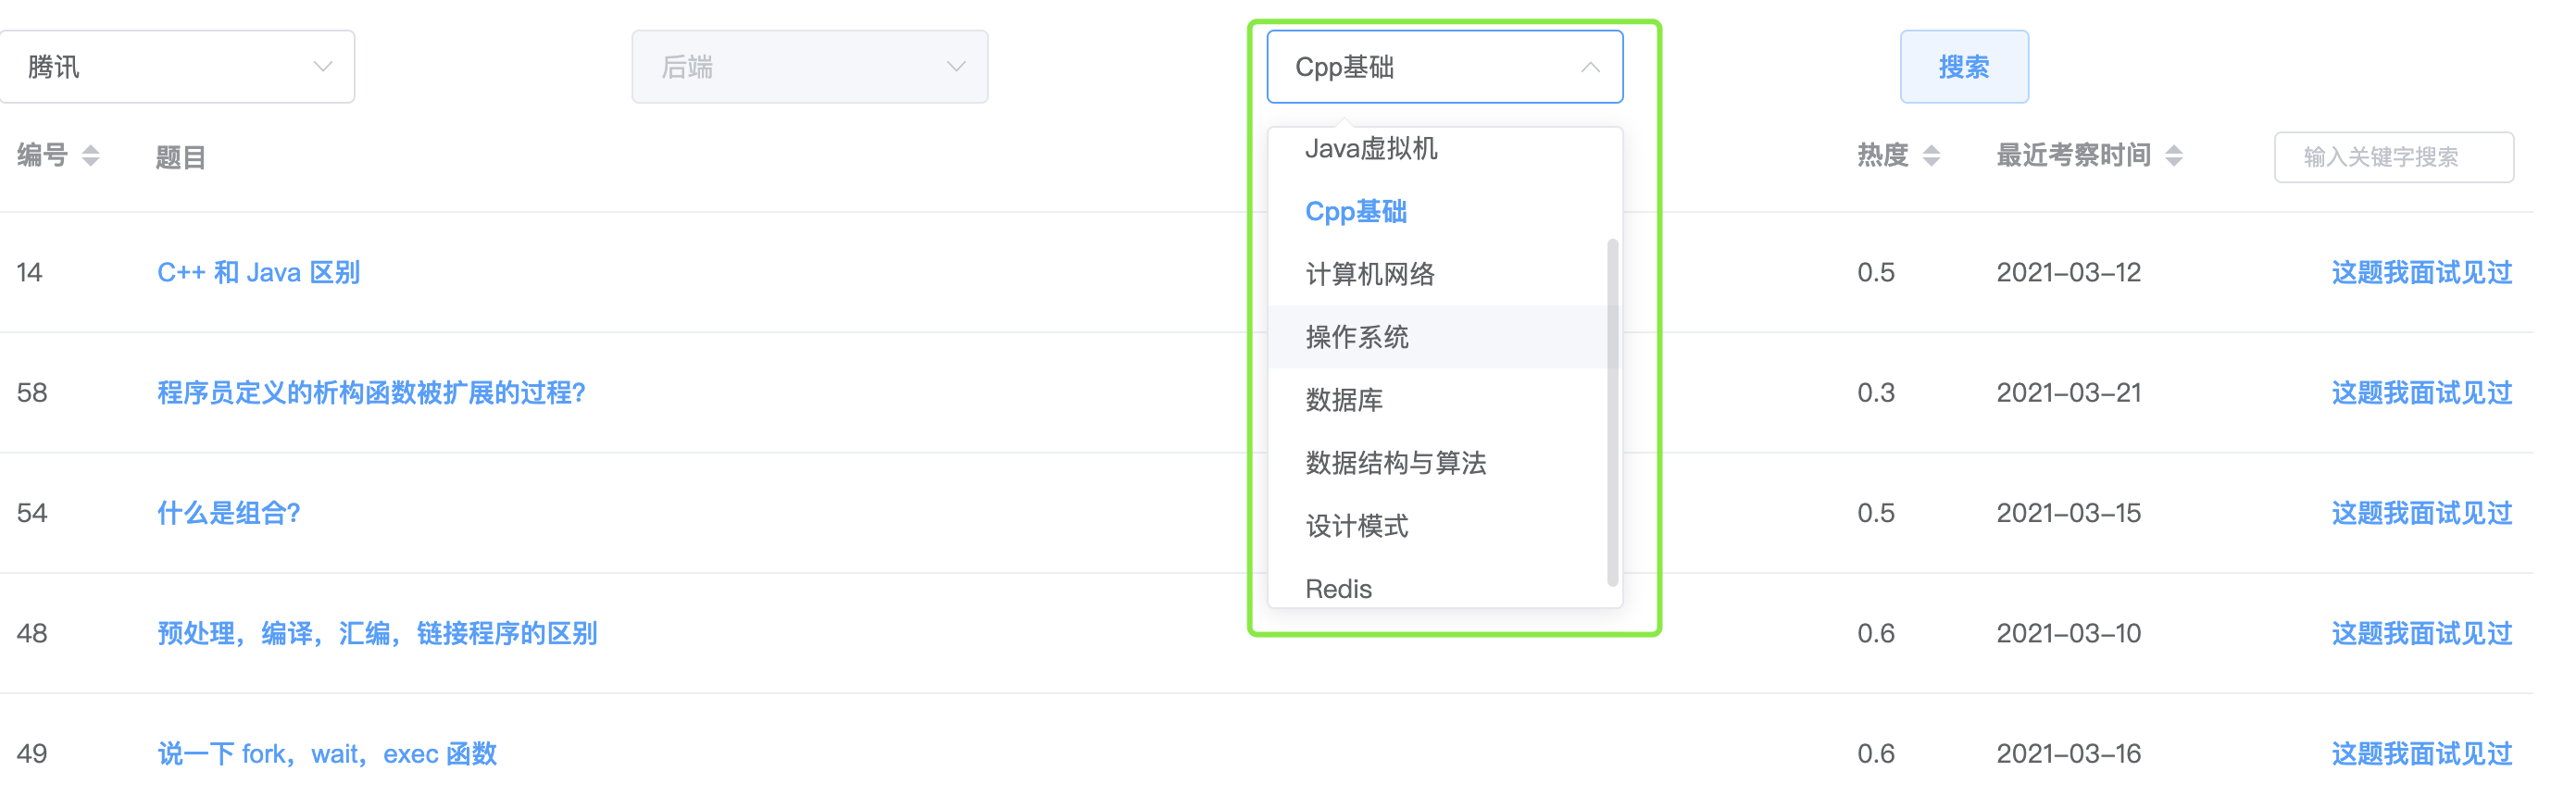 腾讯
后端
Cpp基础
搜索
编号
题目
热度
最近考察时间
输入关键字搜索
Java虚拟机
Cpp基础
计算机网络
操作系统
数据库
数据结构与算法
设计模式
Redis
14 C++ 和 Java 区别 0.5 2021-03-12 这题我面试见过
58 程序员定义的析构函数被扩展的过程? 0.3 2021-03-21 这题我面试见过
54 什么是组合? 0.5 2021-03-15 这题我面试见过
48 预处理，编译，汇编，链接程序的区别 0.6 2021-03-10 这题我面试见过
49 说一下 fork，wait，exec 函数 0.6 2021-03-16 这题我面试见过